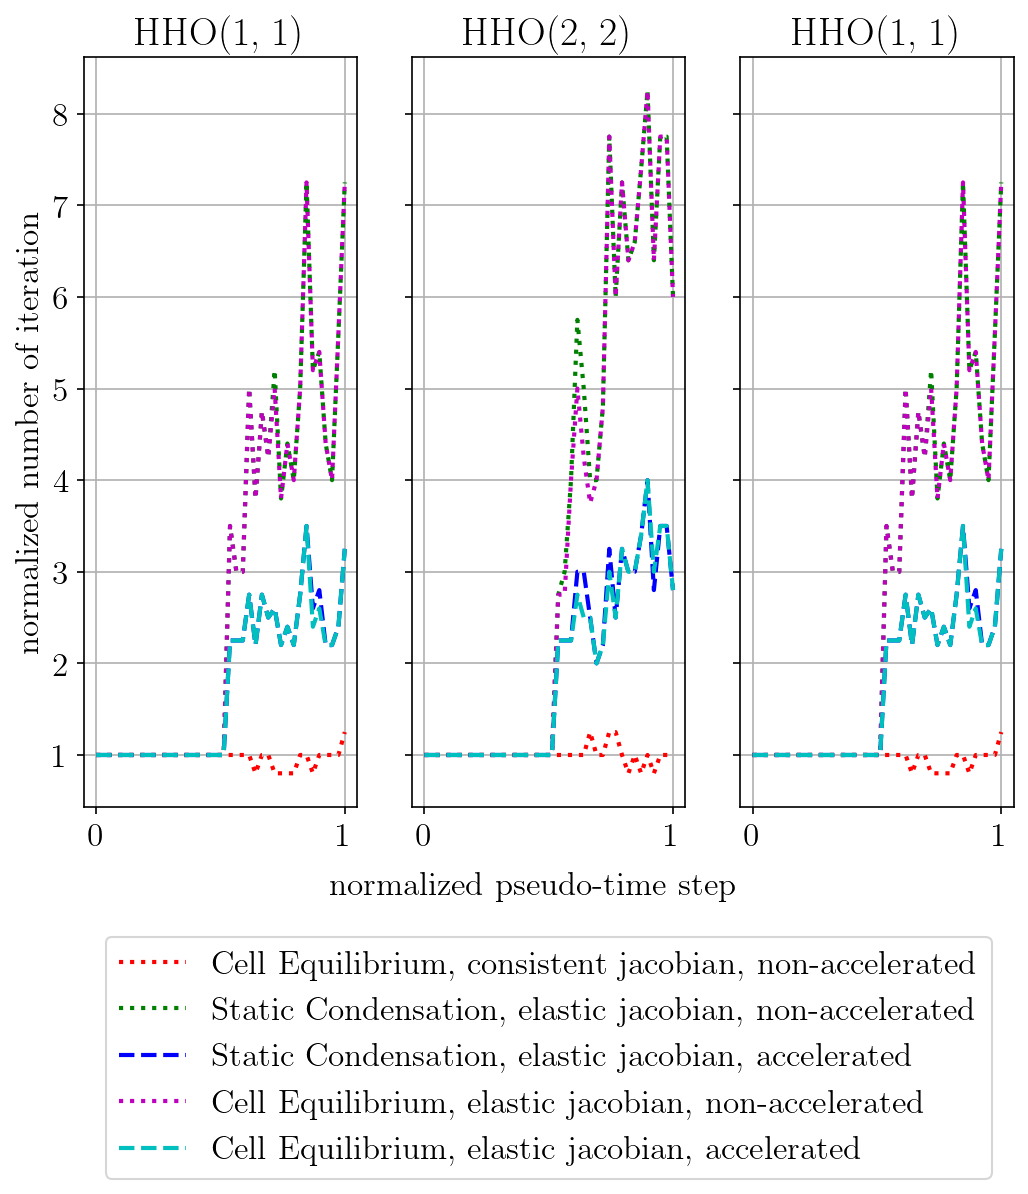 HHO(1, 1)
HHO(2, 2)
HHO(1, 1)
normalized number of iteration
8
7
6
5
4
3
2
1
0
1
0
1
0
1
normalized pseudo-time step
Cell Equilibrium, consistent jacobian, non-accelerated
Static Condensation, elastic jacobian, non-accelerated
Static Condensation, elastic jacobian, accelerated
Cell Equilibrium, elastic jacobian, non-accelerated
Cell Equilibrium, elastic jacobian, accelerated